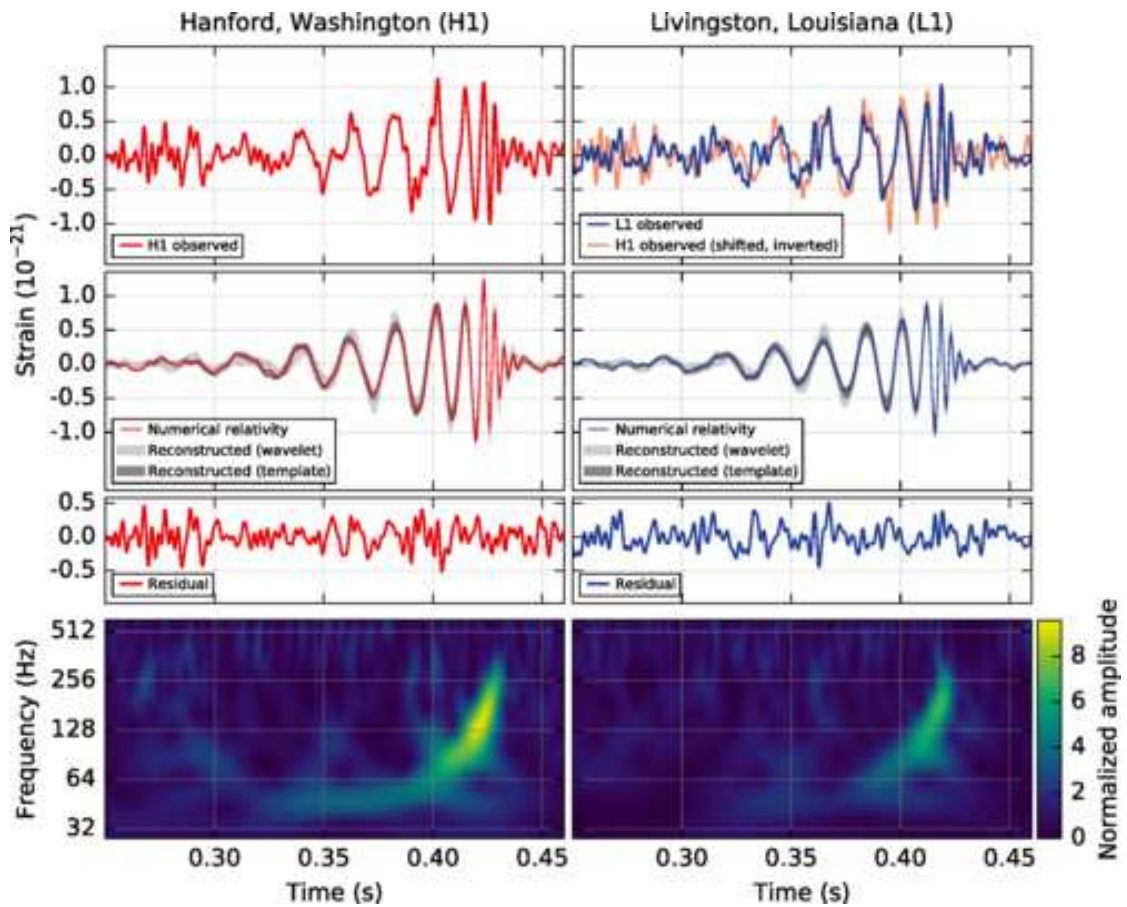 Hanford, Washington (H1)
Livingston, Louisiana (L1)
Strain (10⁻²¹)
1.0
0.5
0.0
-0.5
-1.0
H1 observed
L1 observed
H1 observed (shifted, inverted)
1.0
0.5
0.0
-0.5
-1.0
Numerical relativity
Reconstructed (wavelet)
Reconstructed (template)
Numerical relativity
Reconstructed (wavelet)
Reconstructed (template)
0.5
0.0
-0.5
Residual
Residual
Frequency (Hz)
512
256
128
64
32
Normalized amplitude
8
6
4
2
0
0.30 0.35 0.40 0.45
0.30 0.35 0.40 0.45
Time (s)
Time (s)